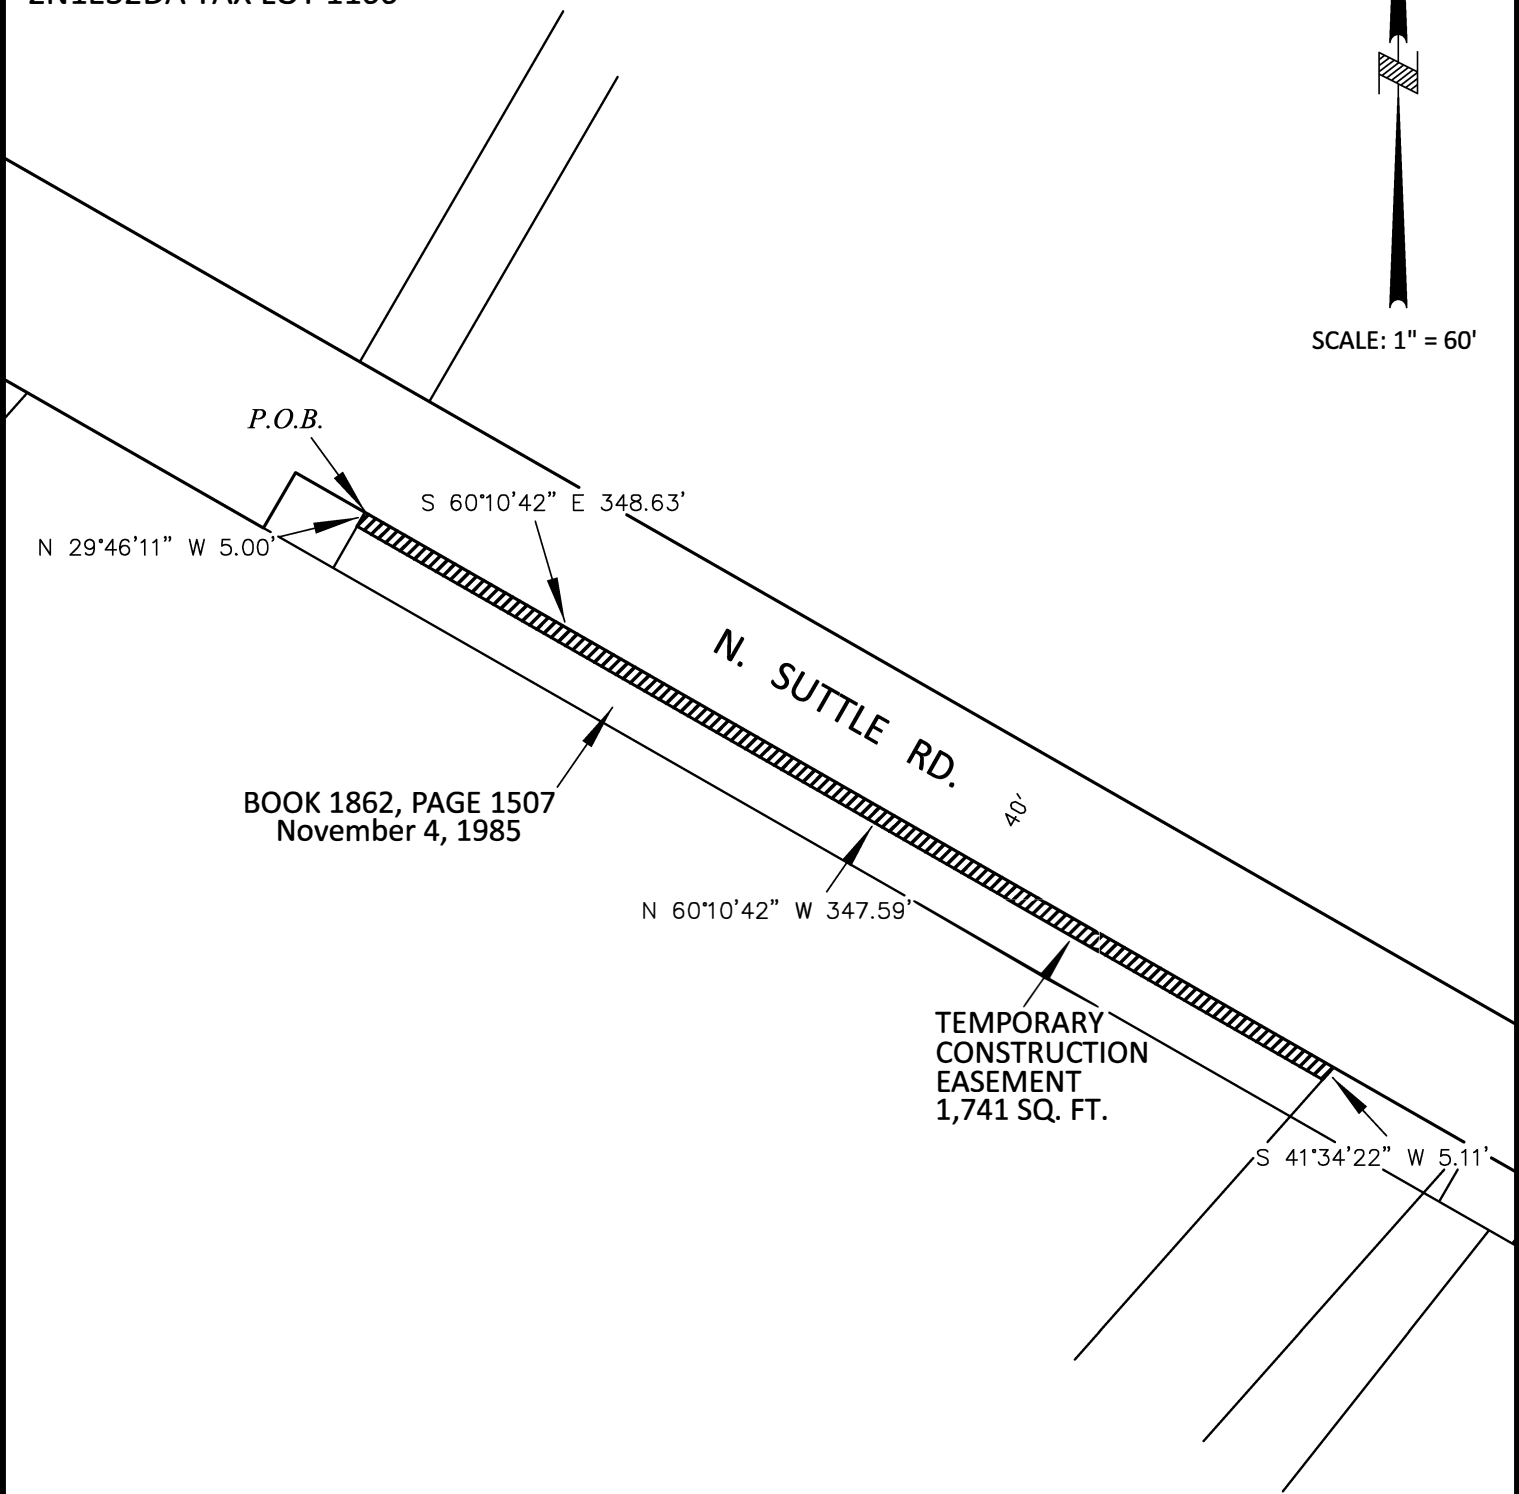 SCALE: 1" = 60'
P.O.B.
S 60°10'42" E 348.63'
N 29°46'11" W 5.00'
N. SUTTLE RD.
40'
BOOK 1862, PAGE 1507
November 4, 1985
N 60°10'42" W 347.59'
TEMPORARY
CONSTRUCTION
EASEMENT
1,741 SQ. FT.
S 41°34'22" W 5.11'